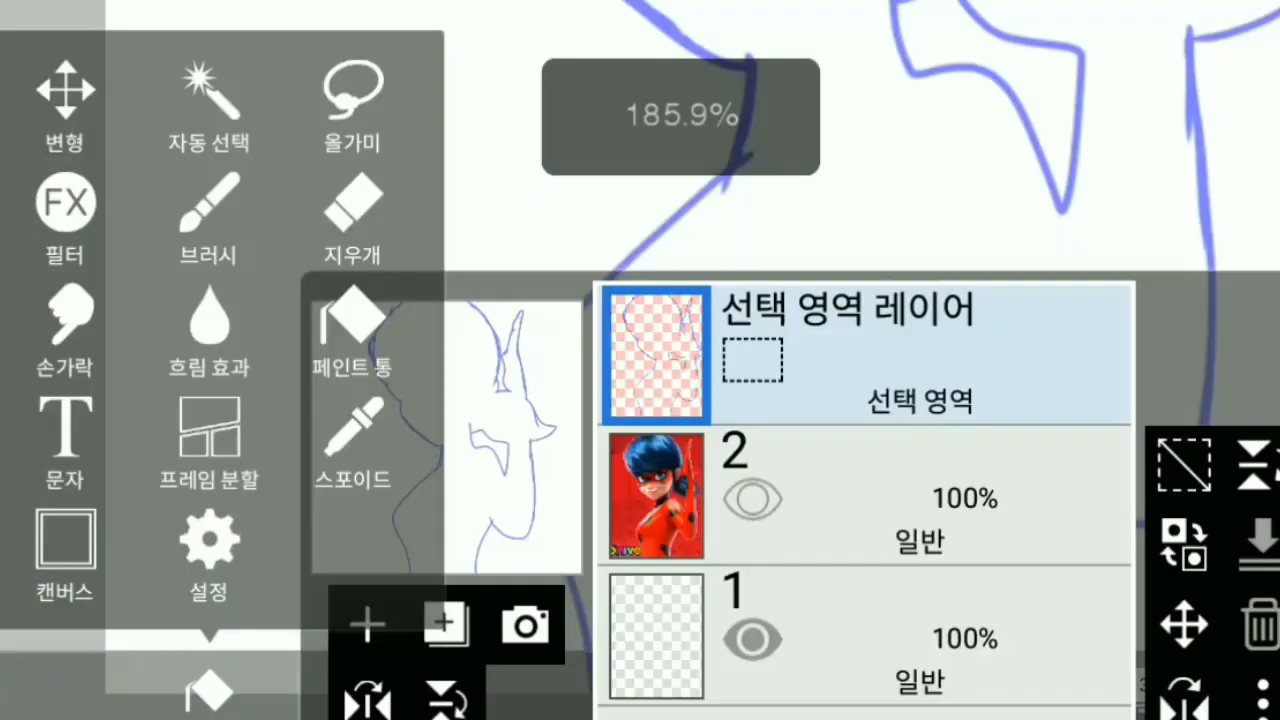 185.9%
변형
자동 선택
올가미
FX
필터
브러시
지우개
손가락
흐림 효과
페인트 통
T
문자
프레임 분할
스포이드
캔버스
설정
선택 영역 레이어
선택 영역
2
100%
일반
1
100%
일반